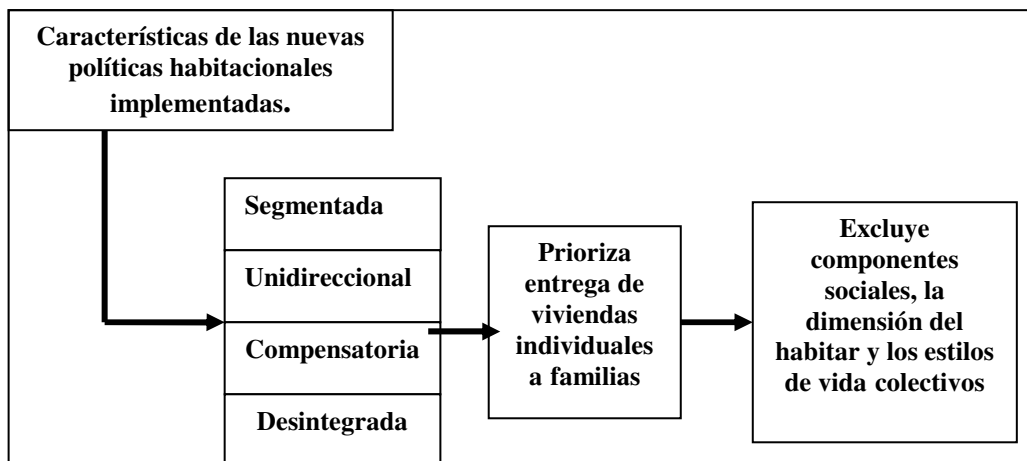 Características de las nuevas
políticas habitacionales
implementadas.
Segmentada
Unidireccional
Compensatoria
Desintegrada
Prioriza
entrega de
viviendas
individuales
a familias
Excluye
componentes
sociales, la
dimensión del
habitar y los estilos
de vida colectivos